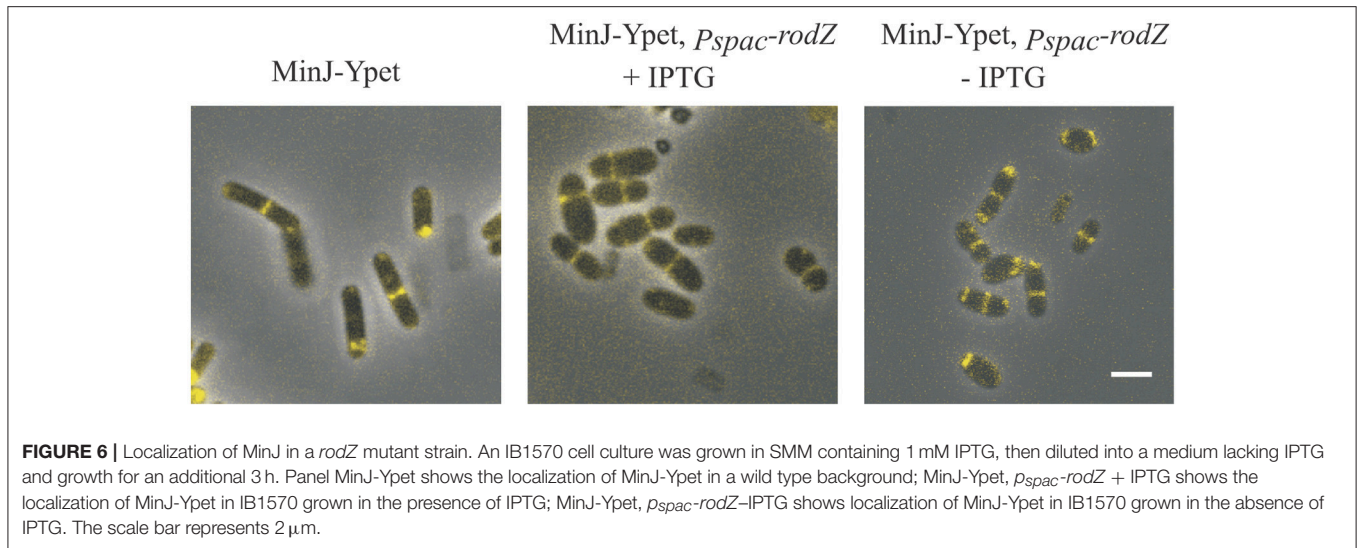 MinJ-Ypet
MinJ-Ypet, Pspac-rodZ
+ IPTG
MinJ-Ypet, Pspac-rodZ
- IPTG
FIGURE 6 | Localization of MinJ in a rodZ mutant strain. An IB1570 cell culture was grown in SMM containing 1 mM IPTG, then diluted into a medium lacking IPTG
and growth for an additional 3 h. Panel MinJ-Ypet shows the localization of MinJ-Ypet in a wild type background; MinJ-Ypet, pspac-rodZ + IPTG shows the
localization of MinJ-Ypet in IB1570 grown in the presence of IPTG; MinJ-Ypet, pspac-rodZ–IPTG shows localization of MinJ-Ypet in IB1570 grown in the absence of
IPTG. The scale bar represents 2 μm.